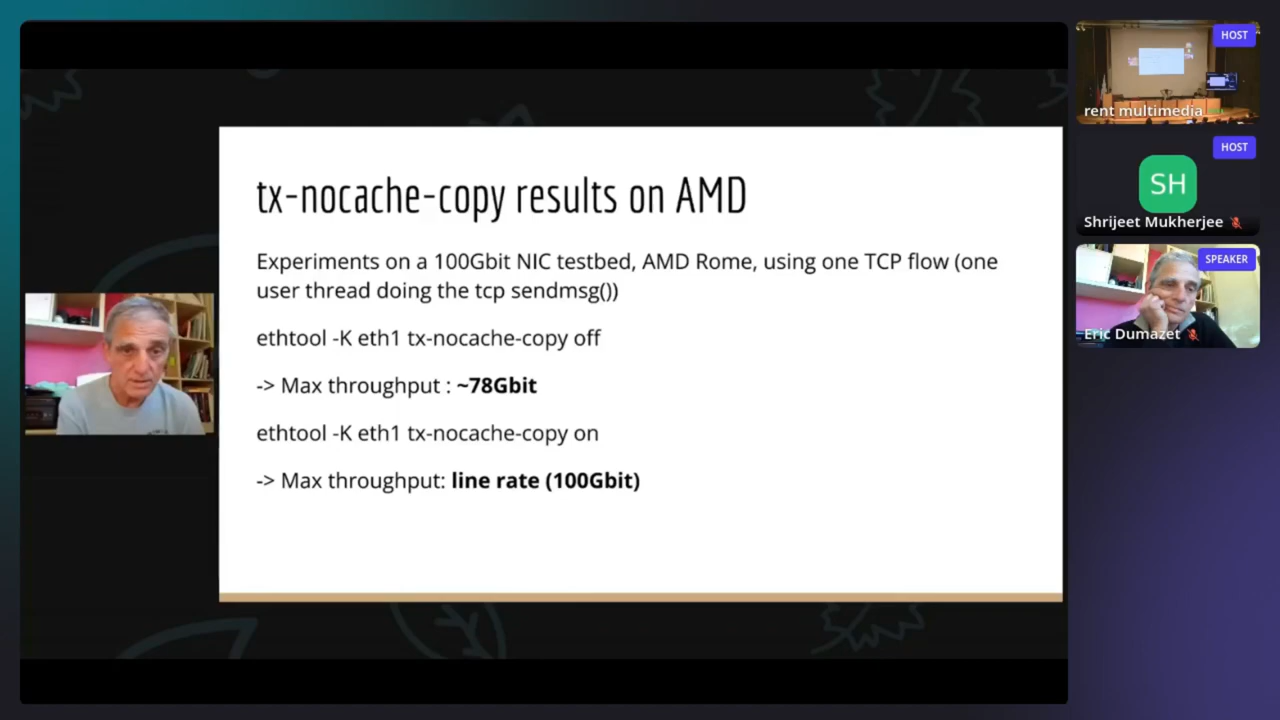 tx-nocache-copy results on AMD
Experiments on a 100Gbit NIC testbed, AMD Rome, using one TCP flow (one
user thread doing the tcp sendmsg())
ethtool -K eth1 tx-nocache-copy off
-> Max throughput : ~78Gbit
ethtool -K eth1 tx-nocache-copy on
-> Max throughput: line rate (100Gbit)
HOST
rent multimedia
HOST
SH
Shrijeet Mukherjee
SPEAKER
Eric Dumazet